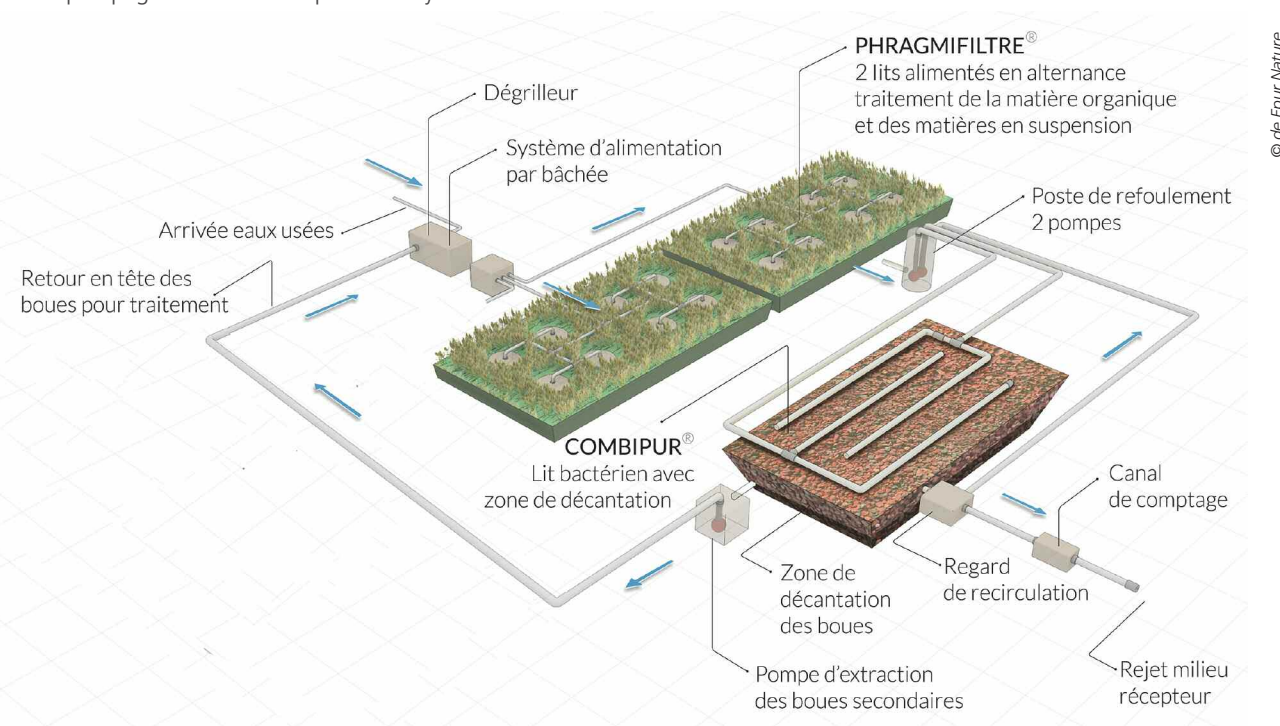 © de Four Nature
PHRAGMIFILTRE®
2 lits alimentés en alternance
traitement de la matière organique
et des matières en suspension
Dégrilleur
Système d’alimentation
par bâchée
Poste de refoulement
2 pompes
Arrivée eaux usées
Retour en tête des
boues pour traitement
COMBIPUR®
Lit bactérien avec
zone de décantation
Canal
de comptage
Zone de
décantation
des boues
Regard
de recirculation
Pompe d’extraction
des boues secondaires
Rejet milieu
récepteur